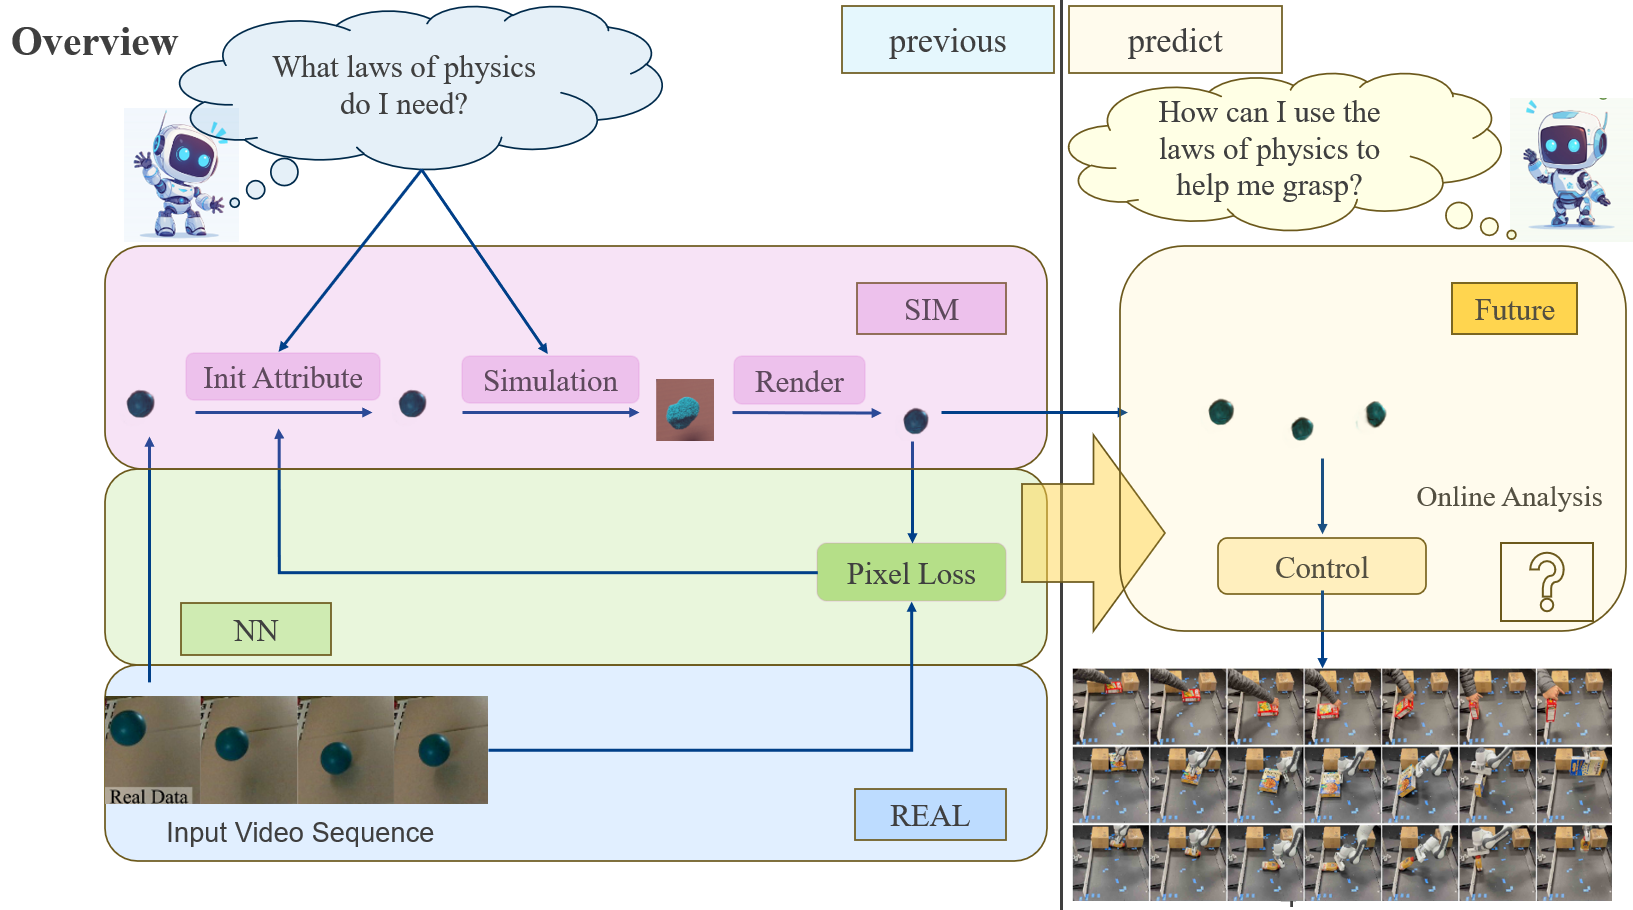 Overview
What laws of physics
do I need?
previous
predict
How can I use the
laws of physics to
help me grasp?
SIM
Init Attribute
Simulation
Render
Future
Online Analysis
Pixel Loss
NN
Control
?
Real Data
Input Video Sequence
REAL